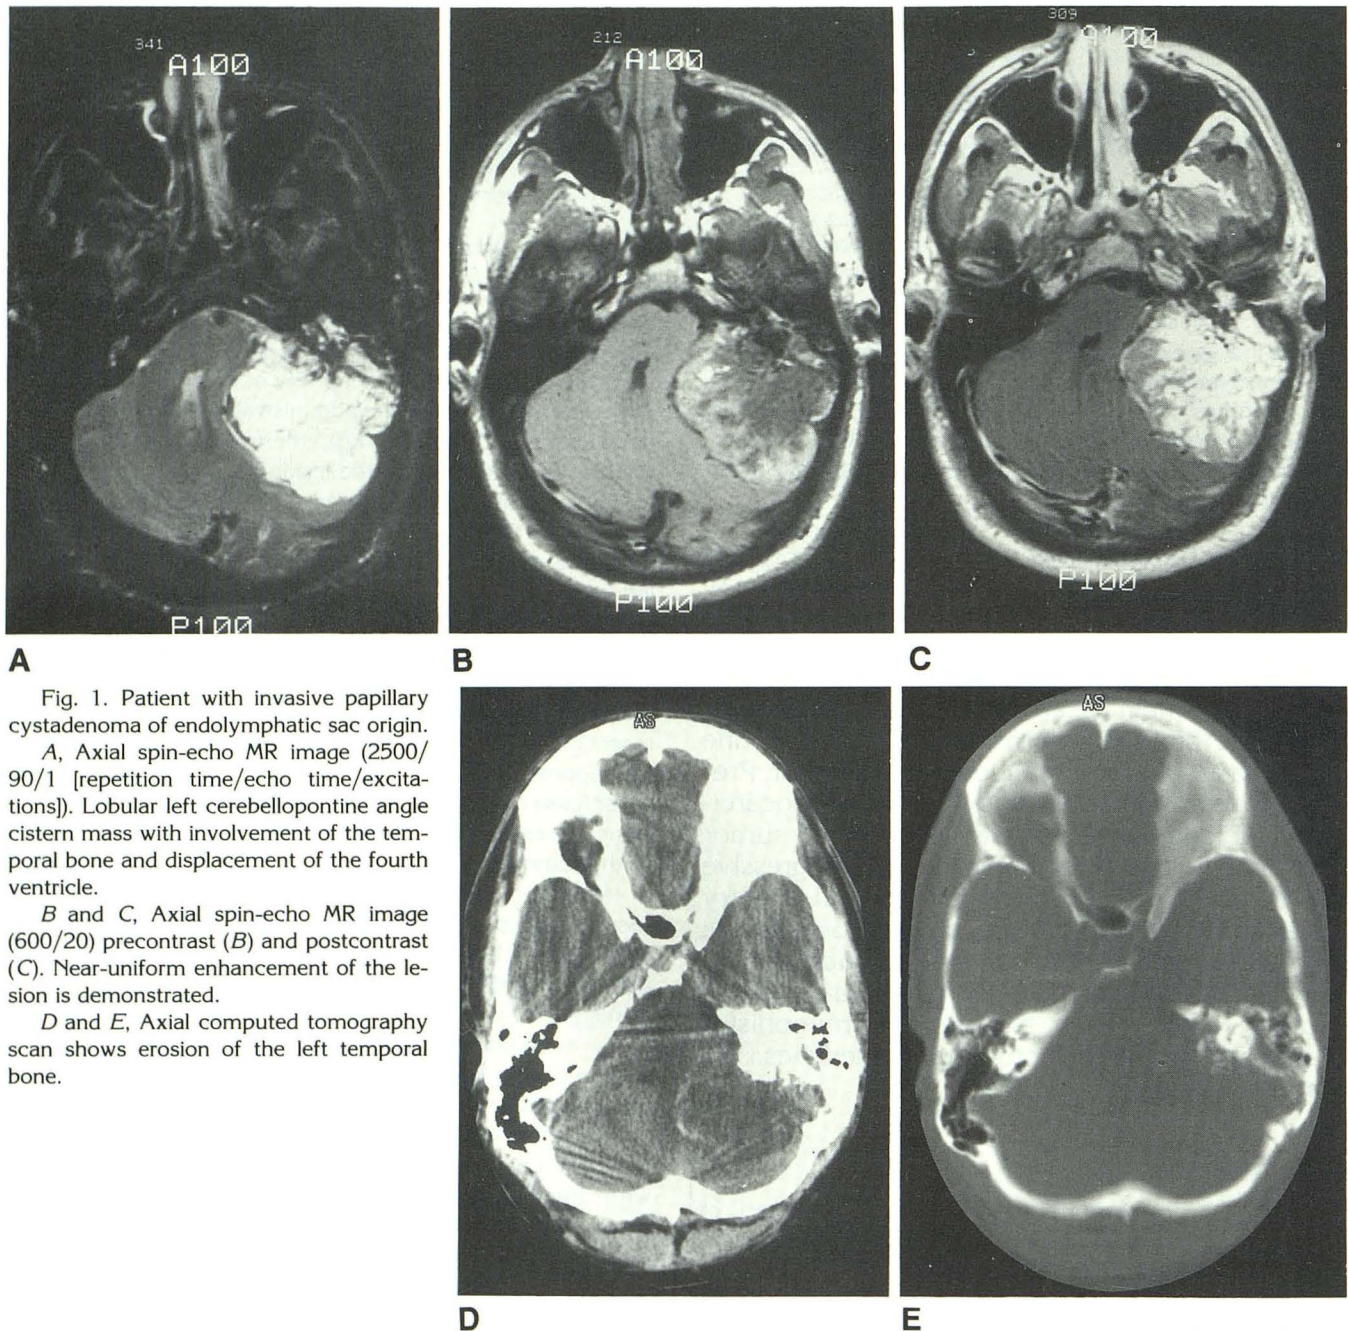 341
A100
P100
A
212
A100
P100
B
309
A100
P100
C
Fig. 1. Patient with invasive papillary
cystadenoma of endolymphatic sac origin.
A, Axial spin-echo MR image (2500/
90/1 [repetition time/echo time/excita-
tions]). Lobular left cerebellopontine angle
cistern mass with involvement of the tem-
poral bone and displacement of the fourth
ventricle.
B and C, Axial spin-echo MR image
(600/20) precontrast (B) and postcontrast
(C). Near-uniform enhancement of the le-
sion is demonstrated.
D and E, Axial computed tomography
scan shows erosion of the left temporal
bone.
AS
D
AS
E